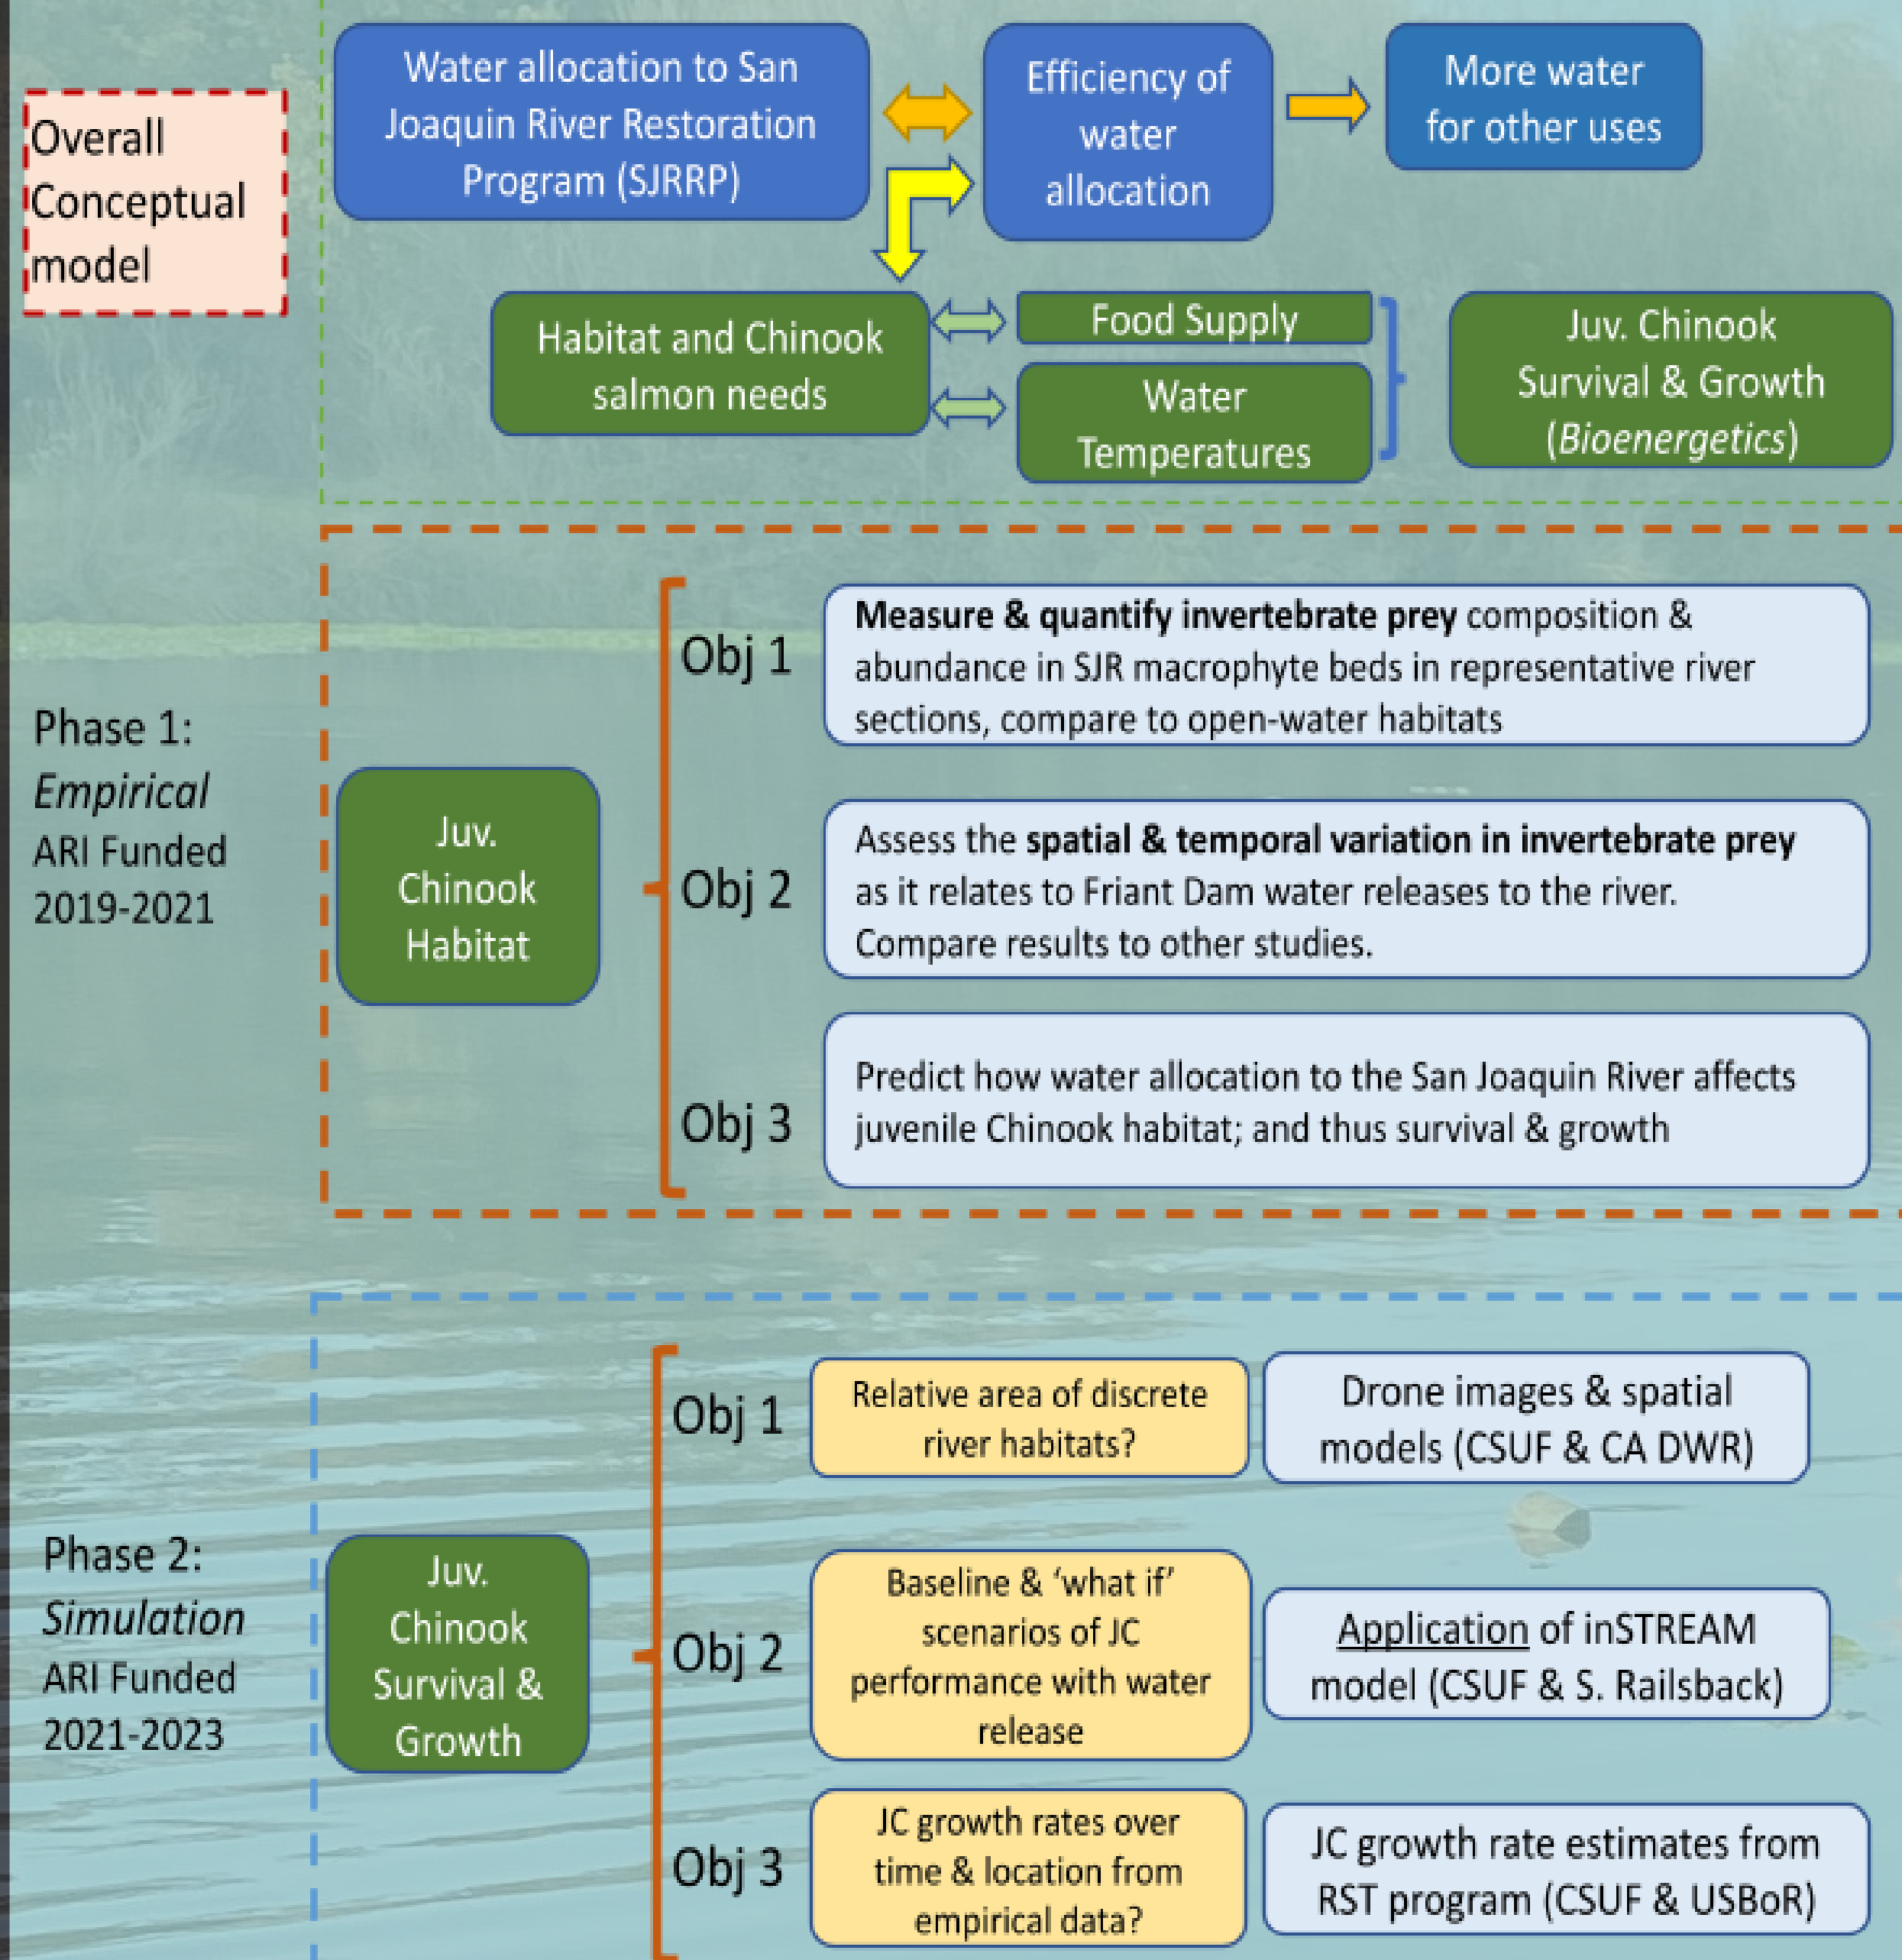 Overall
Conceptual
model
Water allocation to San
Joaquin River Restoration
Program (SJRRP)
Efficiency of
water
allocation
More water
for other uses
Habitat and Chinook
salmon needs
Food Supply
Water
Temperatures
Juv. Chinook
Survival & Growth
(Bioenergetics)
Phase 1:
Empirical
ARI Funded
2019-2021
Juv.
Chinook
Habitat
Obj 1
Measure & quantify invertebrate prey composition &
abundance in SJR macrophyte beds in representative river
sections, compare to open-water habitats
Obj 2
Assess the spatial & temporal variation in invertebrate prey
as it relates to Friant Dam water releases to the river.
Compare results to other studies.
Obj 3
Predict how water allocation to the San Joaquin River affects
juvenile Chinook habitat; and thus survival & growth
Phase 2:
Simulation
ARI Funded
2021-2023
Juv.
Chinook
Survival &
Growth
Obj 1
Relative area of discrete
river habitats?
Drone images & spatial
models (CSUF & CA DWR)
Obj 2
Baseline & ‘what if’
scenarios of JC
performance with water
release
Application of inSTREAM
model (CSUF & S. Railsback)
Obj 3
JC growth rates over
time & location from
empirical data?
JC growth rate estimates from
RST program (CSUF & USBoR)